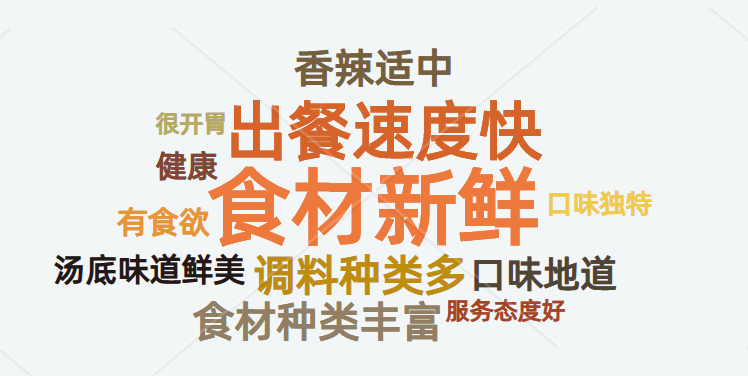 香辣适中
很开胃
出餐速度快
健康
食材新鲜
口味独特
有食欲
汤底味道鲜美
调料种类多
口味地道
食材种类丰富
服务态度好